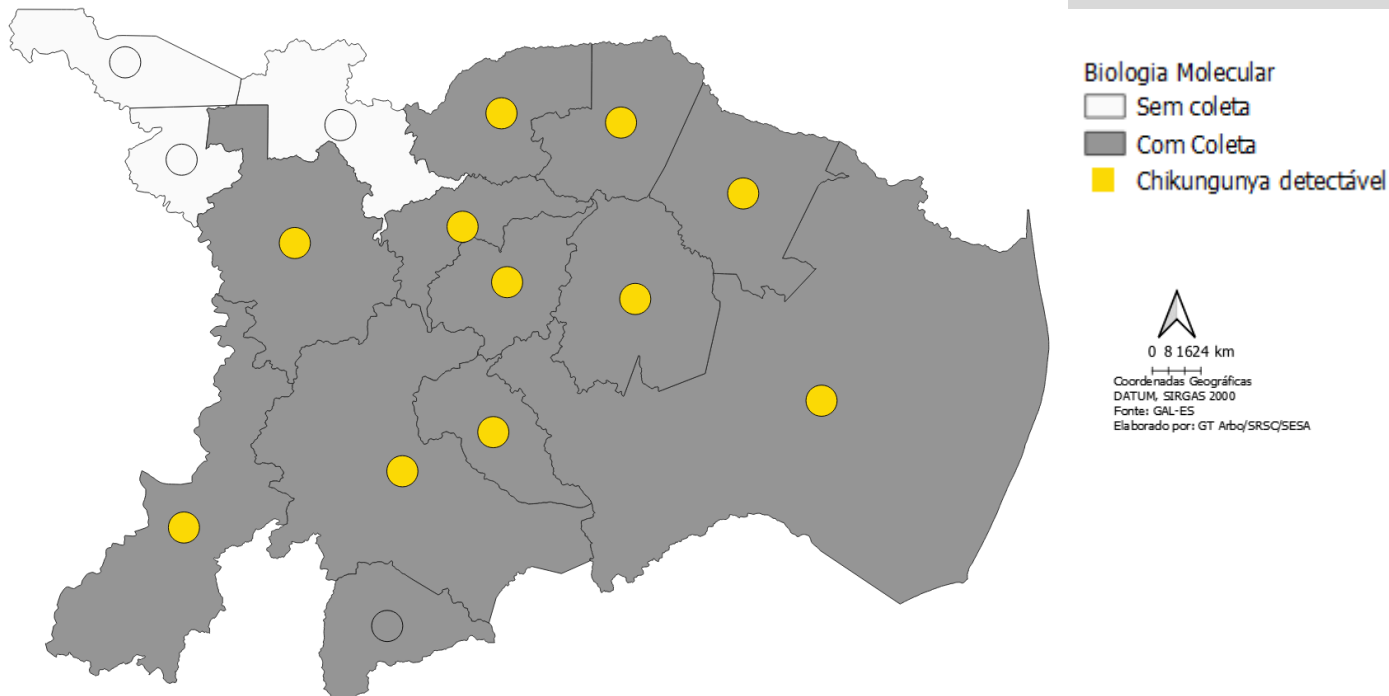 Biologia Molecular
Sem coleta
Com Coleta
Chikungunya detectável
0 8 1624 km
Coordenadas Geográficas
DATUM, SIRGAS 2000
Fonte: GAL-ES
Elaborado por: GT Arbo/SRSC/SESA